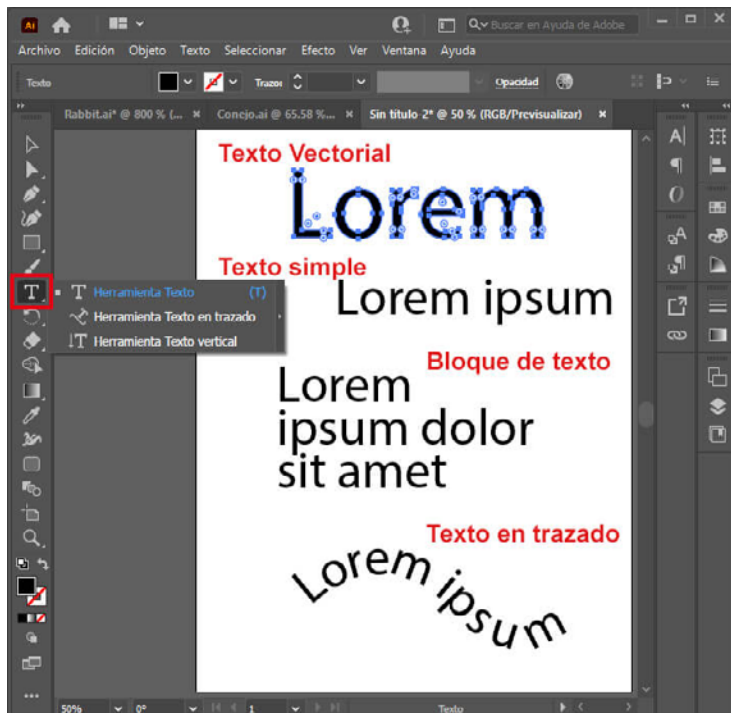 Ai Buscar en Ayuda de Adobe
Archivo Edición Objeto Texto Seleccionar Efecto Ver Ventana Ayuda
Texto Trazo: Opacidad
Rabbit.ai* @ 800 % (... × Conejo.ai @ 65.58 %... × Sin título 2* @ 50 % (RGB/Previsualizar) ×
Texto Vectorial
Lorem
Texto simple
T Herramienta Texto (T)
Lorem ipsum
Herramienta Texto en trazado
Herramienta Texto vertical
Bloque de texto
Lorem
ipsum dolor
sit amet
Texto en trazado
Lorem ipsum
50% 0° 1 Texto